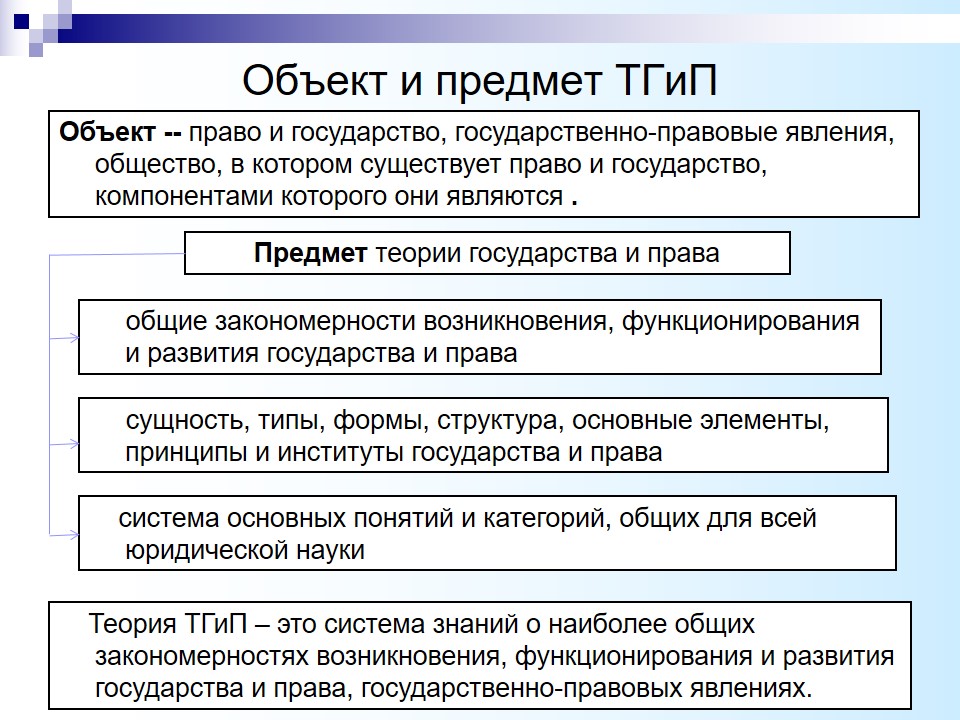 Объект и предмет ТГиП
Объект -- право и государство, государственно-правовые явления,
общество, в котором существует право и государство,
компонентами которого они являются .
Предмет теории государства и права
общие закономерности возникновения, функционирования
и развития государства и права
сущность, типы, формы, структура, основные элементы,
принципы и институты государства и права
система основных понятий и категорий, общих для всей
юридической науки
Теория ТГиП – это система знаний о наиболее общих
закономерностях возникновения, функционирования и развития
государства и права, государственно-правовых явлениях.